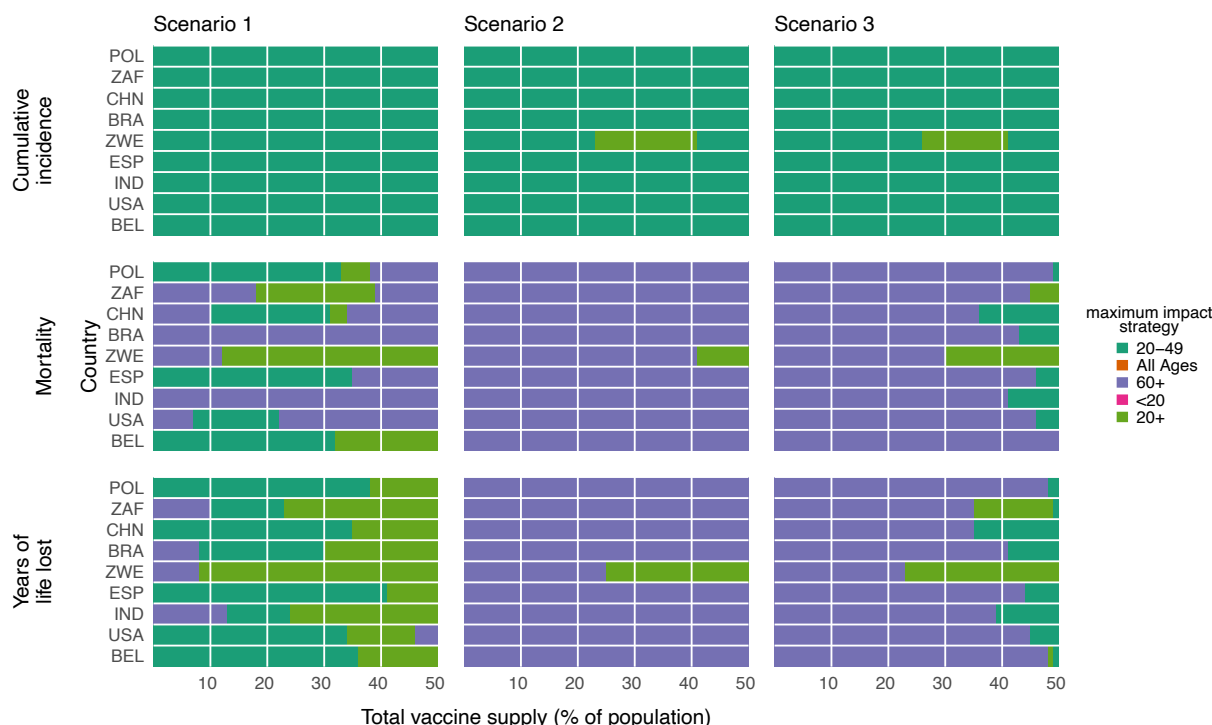 Scenario 1
Scenario 2
Scenario 3
Cumulative
incidence
POL
ZAF
CHN
BRA
ZWE
ESP
IND
USA
BEL
Mortality
Country
POL
ZAF
CHN
BRA
ZWE
ESP
IND
USA
BEL
maximum impact
strategy
20–49
All Ages
60+
<20
20+
Years of
life lost
POL
ZAF
CHN
BRA
ZWE
ESP
IND
USA
BEL
10 20 30 40 50
10 20 30 40 50
10 20 30 40 50
Total vaccine supply (% of population)